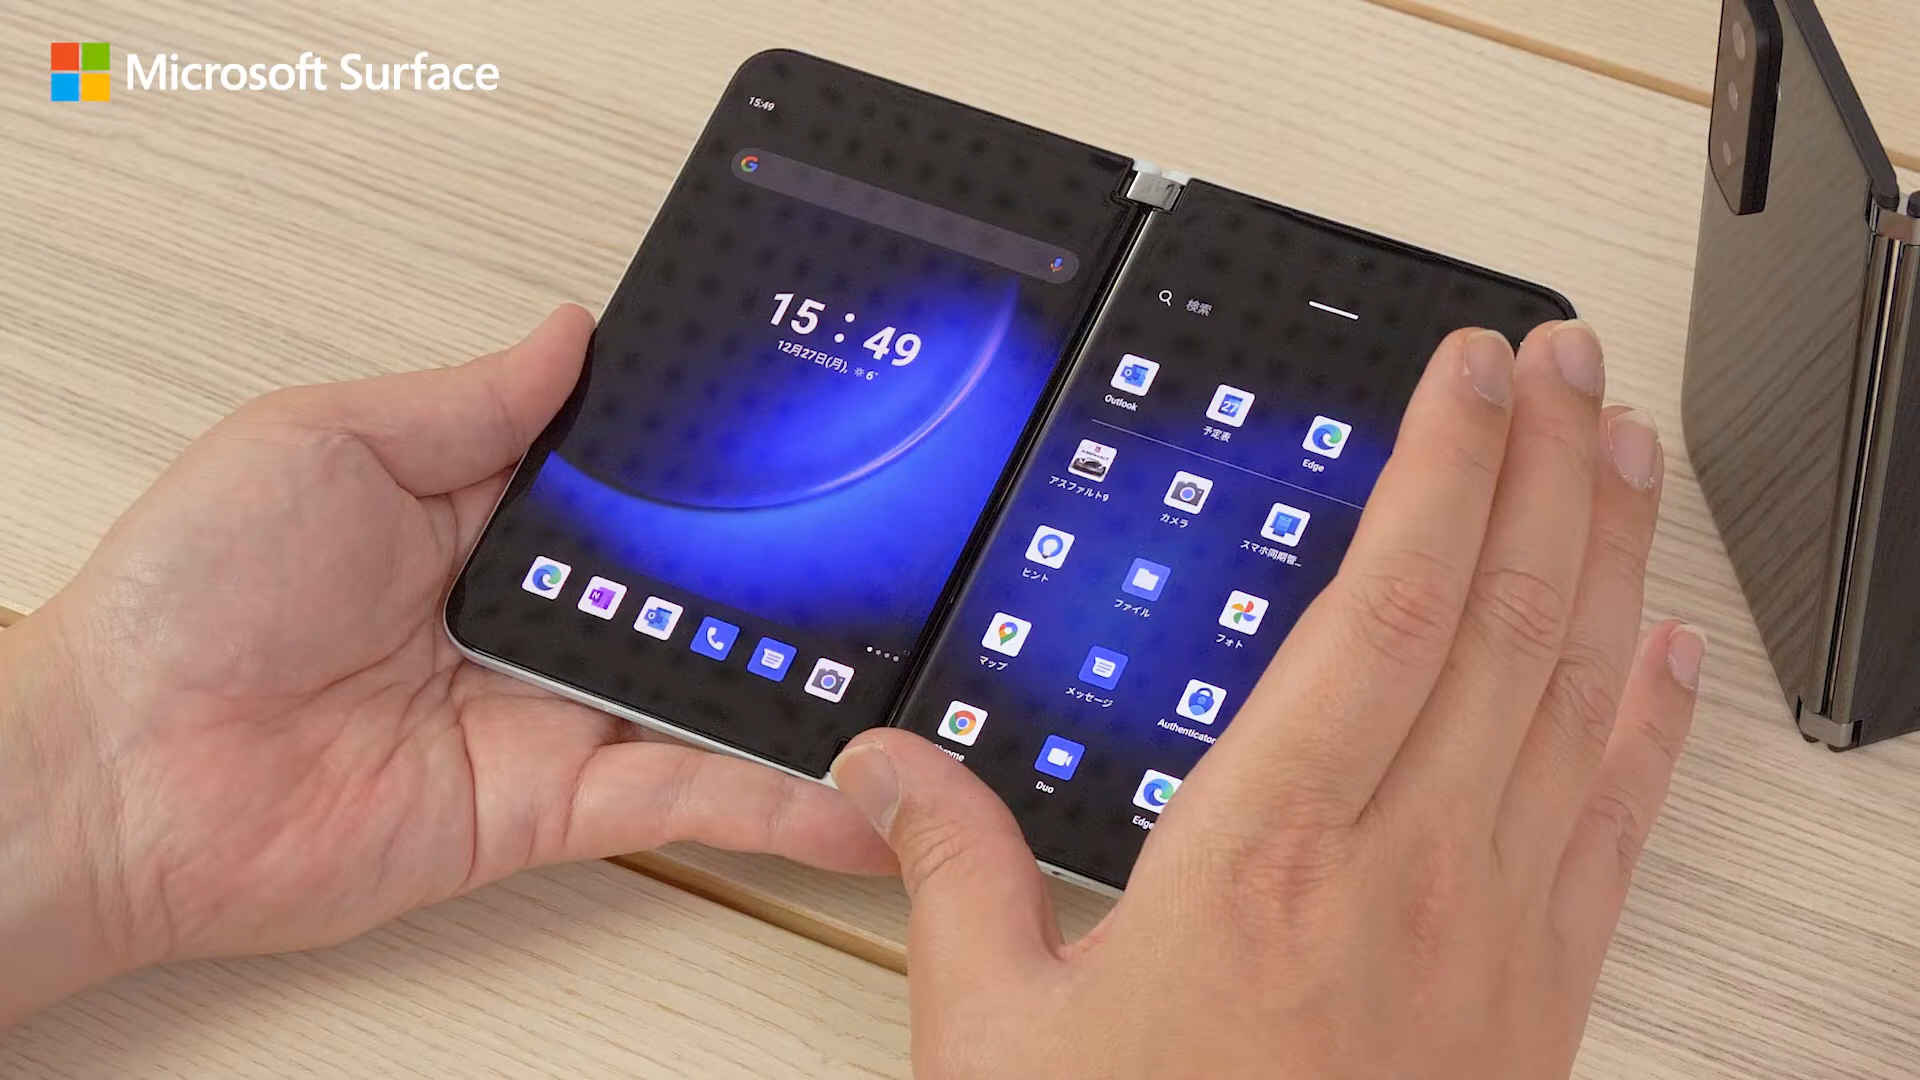 Microsoft Surface
15:49
15:49
12月27日(月), 6°
検索
Outlook
27
予定表
Edge
アスファルト9
カメラ
スマホ同期管...
ヒント
ファイル
フォト
マップ
メッセージ
Authenticator
Chrome
Duo
Edge